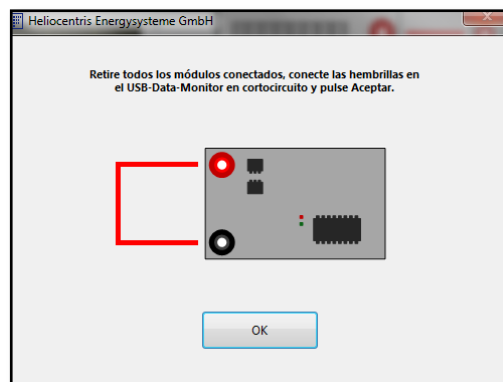 Heliocentris Energysysteme GmbH
Retire todos los módulos conectados, conecte las hembrillas en
el USB-Data-Monitor en cortocircuito y pulse Aceptar.
OK